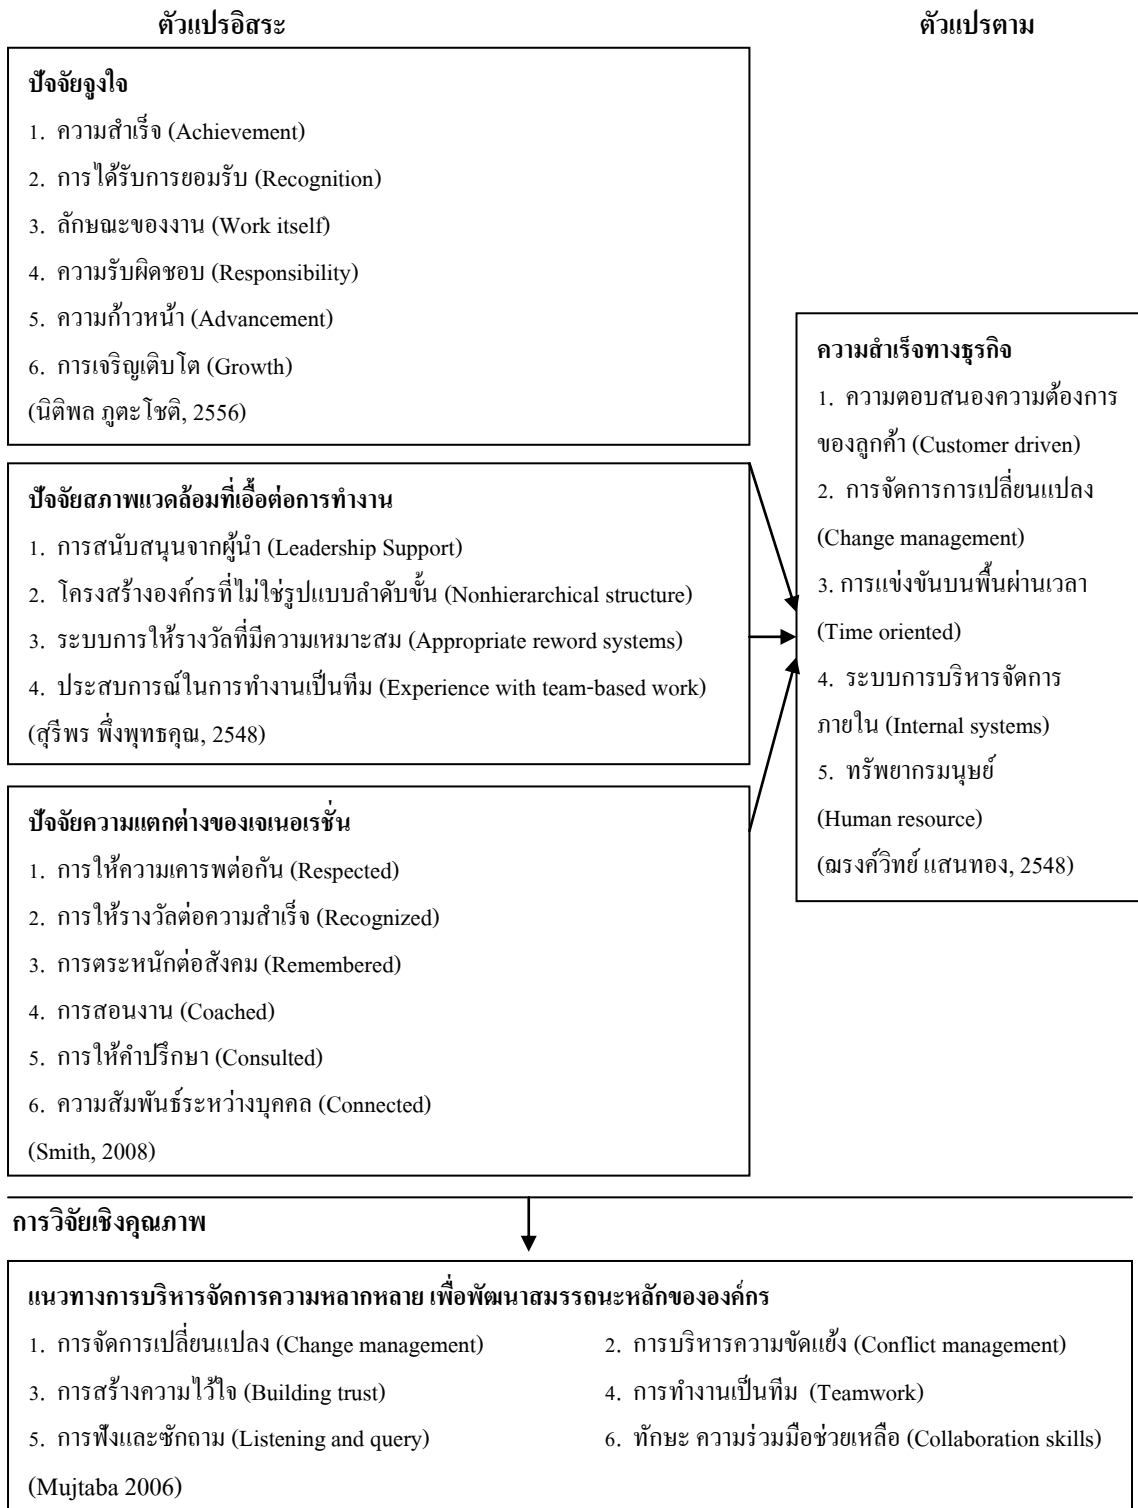 ตัวแปรอิสระ
ตัวแปรตาม
ปัจจัยจูงใจ
1. ความสำเร็จ (Achievement)
2. การได้รับการยอมรับ (Recognition)
3. ลักษณะของงาน (Work itself)
4. ความรับผิดชอบ (Responsibility)
5. ความก้าวหน้า (Advancement)
6. การเจริญเติบโต (Growth)
(นิติพล ภูตะโชติ, 2556)
ปัจจัยสภาพแวดล้อมที่เอื้อต่อการทำงาน
1. การสนับสนุนจากผู้นำ (Leadership Support)
2. โครงสร้างองค์กรที่ไม่ใช่รูปแบบลำดับขั้น (Nonhierarchical structure)
3. ระบบการให้รางวัลที่มีความเหมาะสม (Appropriate reword systems)
4. ประสบการณ์ในการทำงานเป็นทีม (Experience with team-based work)
(สุรีพร พึ่งพุทธคุณ, 2548)
ปัจจัยความแตกต่างของเจเนอเรชั่น
1. การให้ความเคารพต่อกัน (Respected)
2. การให้รางวัลต่อความสำเร็จ (Recognized)
3. การตระหนักต่อสังคม (Remembered)
4. การสอนงาน (Coached)
5. การให้คำปรึกษา (Consulted)
6. ความสัมพันธ์ระหว่างบุคคล (Connected)
(Smith, 2008)
ความสำเร็จทางธุรกิจ
1. ความตอบสนองความต้องการ
ของลูกค้า (Customer driven)
2. การจัดการการเปลี่ยนแปลง
(Change management)
3. การแข่งขันบนพื้นผ่านเวลา
(Time oriented)
4. ระบบการบริหารจัดการ
ภายใน (Internal systems)
5. ทรัพยากรมนุษย์
(Human resource)
(ฌรงค์วิทย์ แสนทอง, 2548)
การวิจัยเชิงคุณภาพ
แนวทางการบริหารจัดการความหลากหลาย เพื่อพัฒนาสมรรถนะหลักขององค์กร
1. การจัดการเปลี่ยนแปลง (Change management)
2. การบริหารความขัดแย้ง (Conflict management)
3. การสร้างความไว้ใจ (Building trust)
4. การทำงานเป็นทีม (Teamwork)
5. การฟังและซักถาม (Listening and query)
6. ทักษะ ความร่วมมือช่วยเหลือ (Collaboration skills)
(Mujtaba 2006)